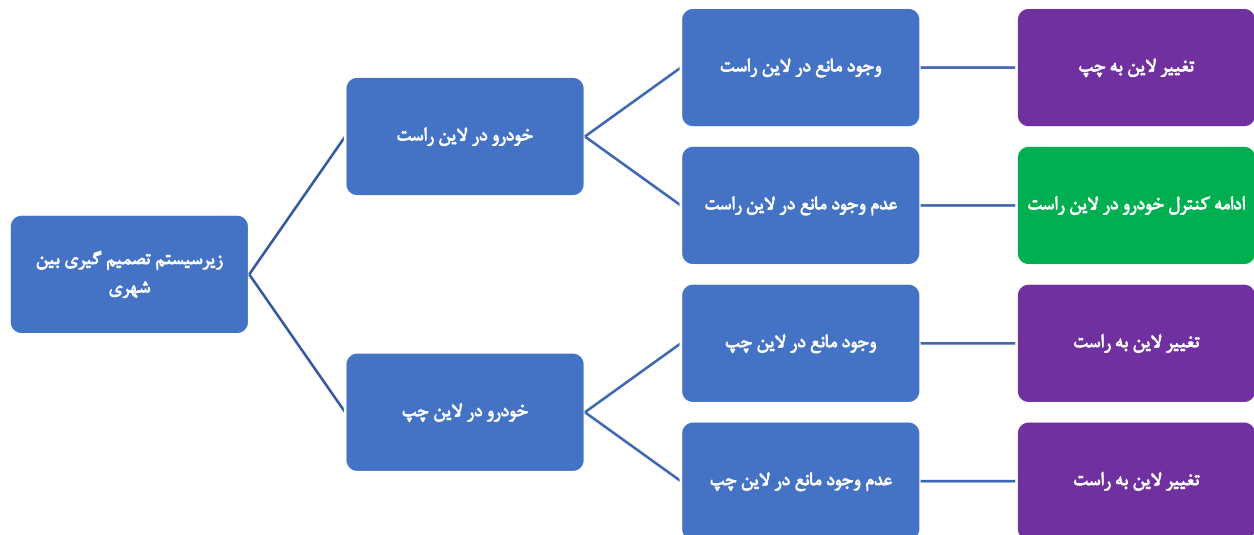 زیرسیستم تصمیم گیری بین
شهری
خودرو در لاین راست
وجود مانع در لاین راست
تغییر لاین به چپ
عدم وجود مانع در لاین راست
ادامه کنترل خودرو در لاین راست
خودرو در لاین چپ
وجود مانع در لاین چپ
تغییر لاین به راست
عدم وجود مانع در لاین چپ
تغییر لاین به راست